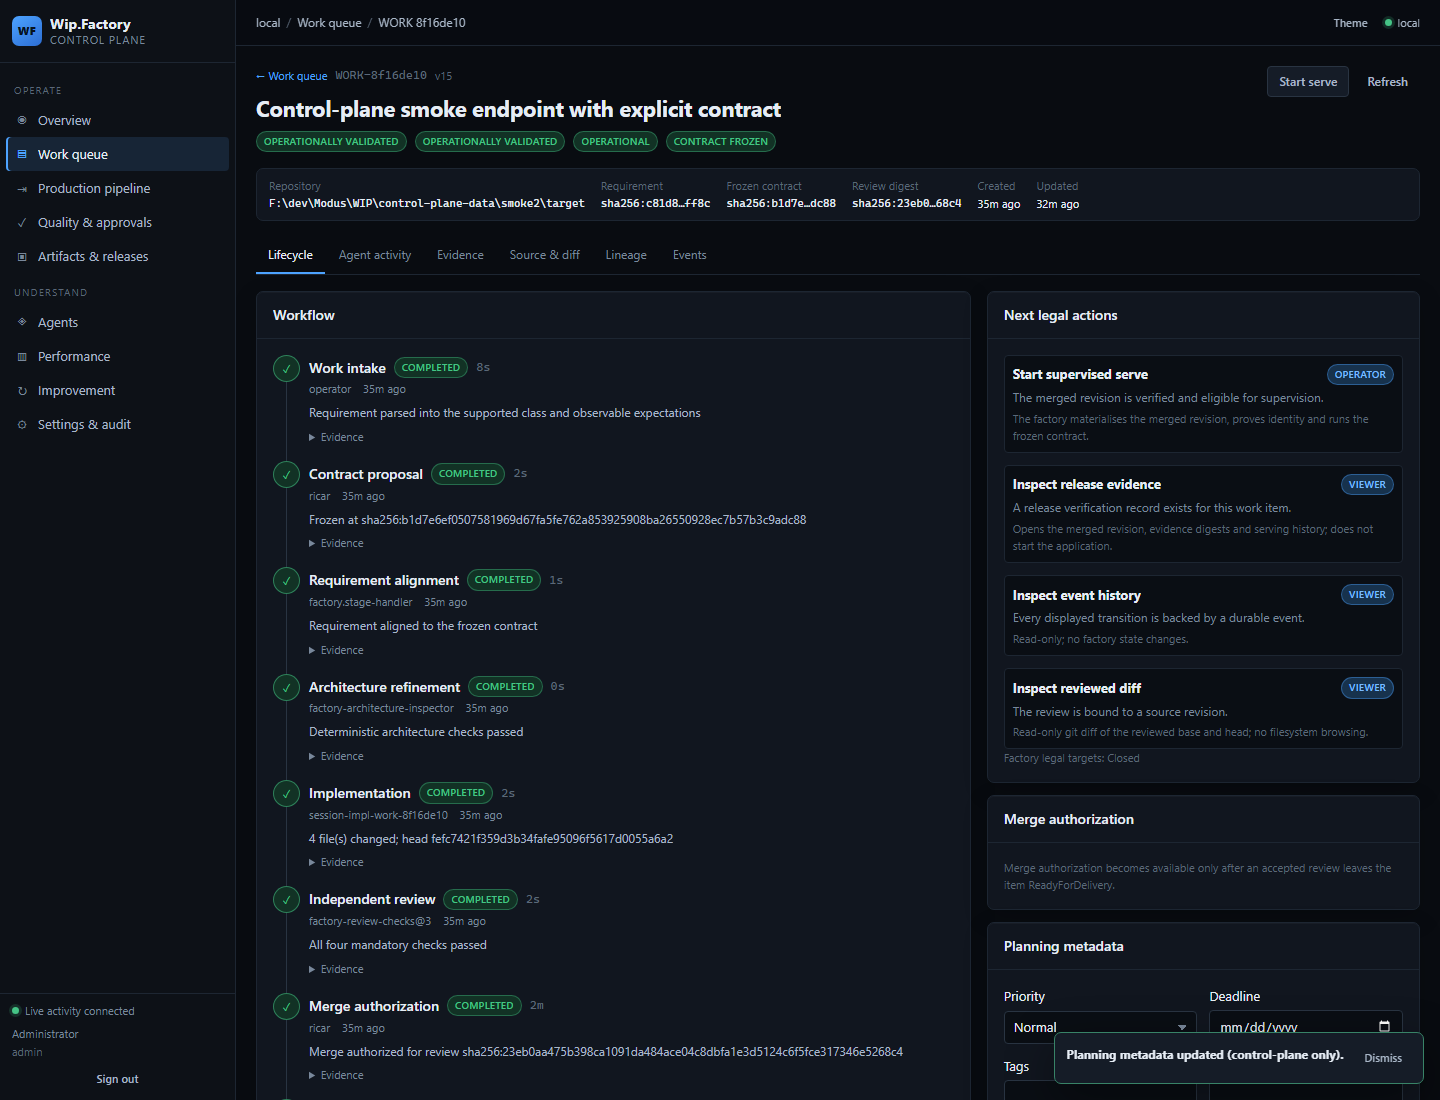 WF
Wip.Factory
CONTROL PLANE
OPERATE
Overview
Work queue
Production pipeline
Quality & approvals
Artifacts & releases
UNDERSTAND
Agents
Performance
Improvement
Settings & audit
Live activity connected
Administrator
admin
Sign out
local / Work queue / WORK 8f16de10
Theme
local
← Work queue WORK-8f16de10 v15
Start serve
Refresh
Control-plane smoke endpoint with explicit contract
OPERATIONALLY VALIDATED
OPERATIONALLY VALIDATED
OPERATIONAL
CONTRACT FROZEN
Repository
F:\dev\Modus\WIP\control-plane-data\smoke2\target
Requirement
sha256:c81d8…ff8c
Frozen contract
sha256:b1d7e…dc88
Review digest
sha256:23eb0…68c4
Created
35m ago
Updated
32m ago
Lifecycle
Agent activity
Evidence
Source & diff
Lineage
Events
Workflow
Work intake COMPLETED 8s
operator 35m ago
Requirement parsed into the supported class and observable expectations
Evidence
Contract proposal COMPLETED 2s
ricar 35m ago
Frozen at sha256:b1d7e6ef0507581969d67fa5fe762a853925908ba26550928ec7b57b3c9adc88
Evidence
Requirement alignment COMPLETED 1s
factory.stage-handler 35m ago
Requirement aligned to the frozen contract
Evidence
Architecture refinement COMPLETED 0s
factory-architecture-inspector 35m ago
Deterministic architecture checks passed
Evidence
Implementation COMPLETED 2s
session-impl-work-8f16de10 35m ago
4 file(s) changed; head fefc7421f359d3b34fafe95096f5617d0055a6a2
Evidence
Independent review COMPLETED 2s
factory-review-checks@3 35m ago
All four mandatory checks passed
Evidence
Merge authorization COMPLETED 2m
ricar 35m ago
Merge authorized for review sha256:23eb0aa475b398ca1091da484ace04c8dbfa1e3d5124c6f5fce317346e5268c4
Evidence
Next legal actions
Start supervised serve OPERATOR
The merged revision is verified and eligible for supervision.
The factory materialises the merged revision, proves identity and runs the
frozen contract.
Inspect release evidence VIEWER
A release verification record exists for this work item.
Opens the merged revision, evidence digests and serving history; does not
start the application.
Inspect event history VIEWER
Every displayed transition is backed by a durable event.
Read-only; no factory state changes.
Inspect reviewed diff VIEWER
The review is bound to a source revision.
Read-only git diff of the reviewed base and head; no filesystem browsing.
Factory legal targets: Closed
Merge authorization
Merge authorization becomes available only after an accepted review leaves the
item ReadyForDelivery.
Planning metadata
Priority
Deadline
Normal
mm/dd/yyyy
Tags
Planning metadata updated (control-plane only).
Dismiss